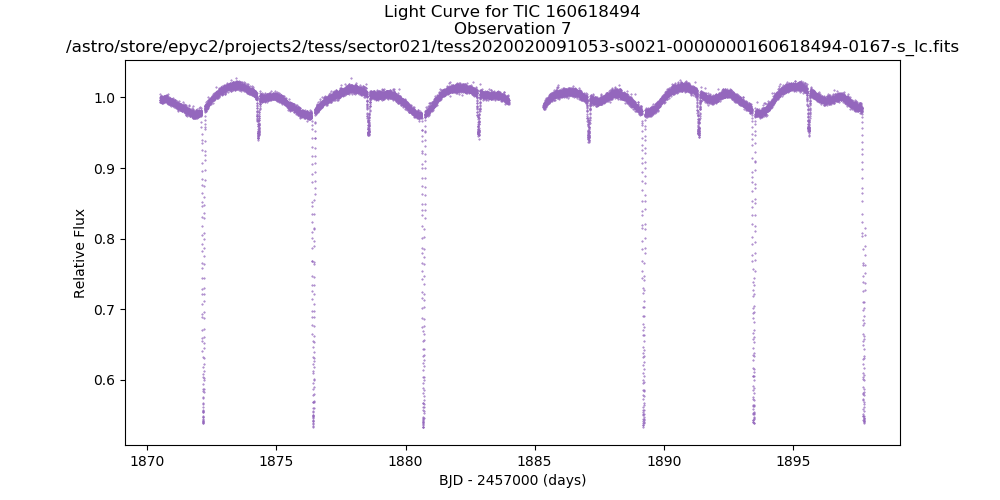 Light Curve for TIC 160618494
Observation 7
/astro/store/epyc2/projects2/tess/sector021/tess2020020091053-s0021-0000000160618494-0167-s_lc.fits
1.0
0.9
0.8
0.7
0.6
Relative Flux
1870
1875
1880
1885
1890
1895
BJD - 2457000 (days)